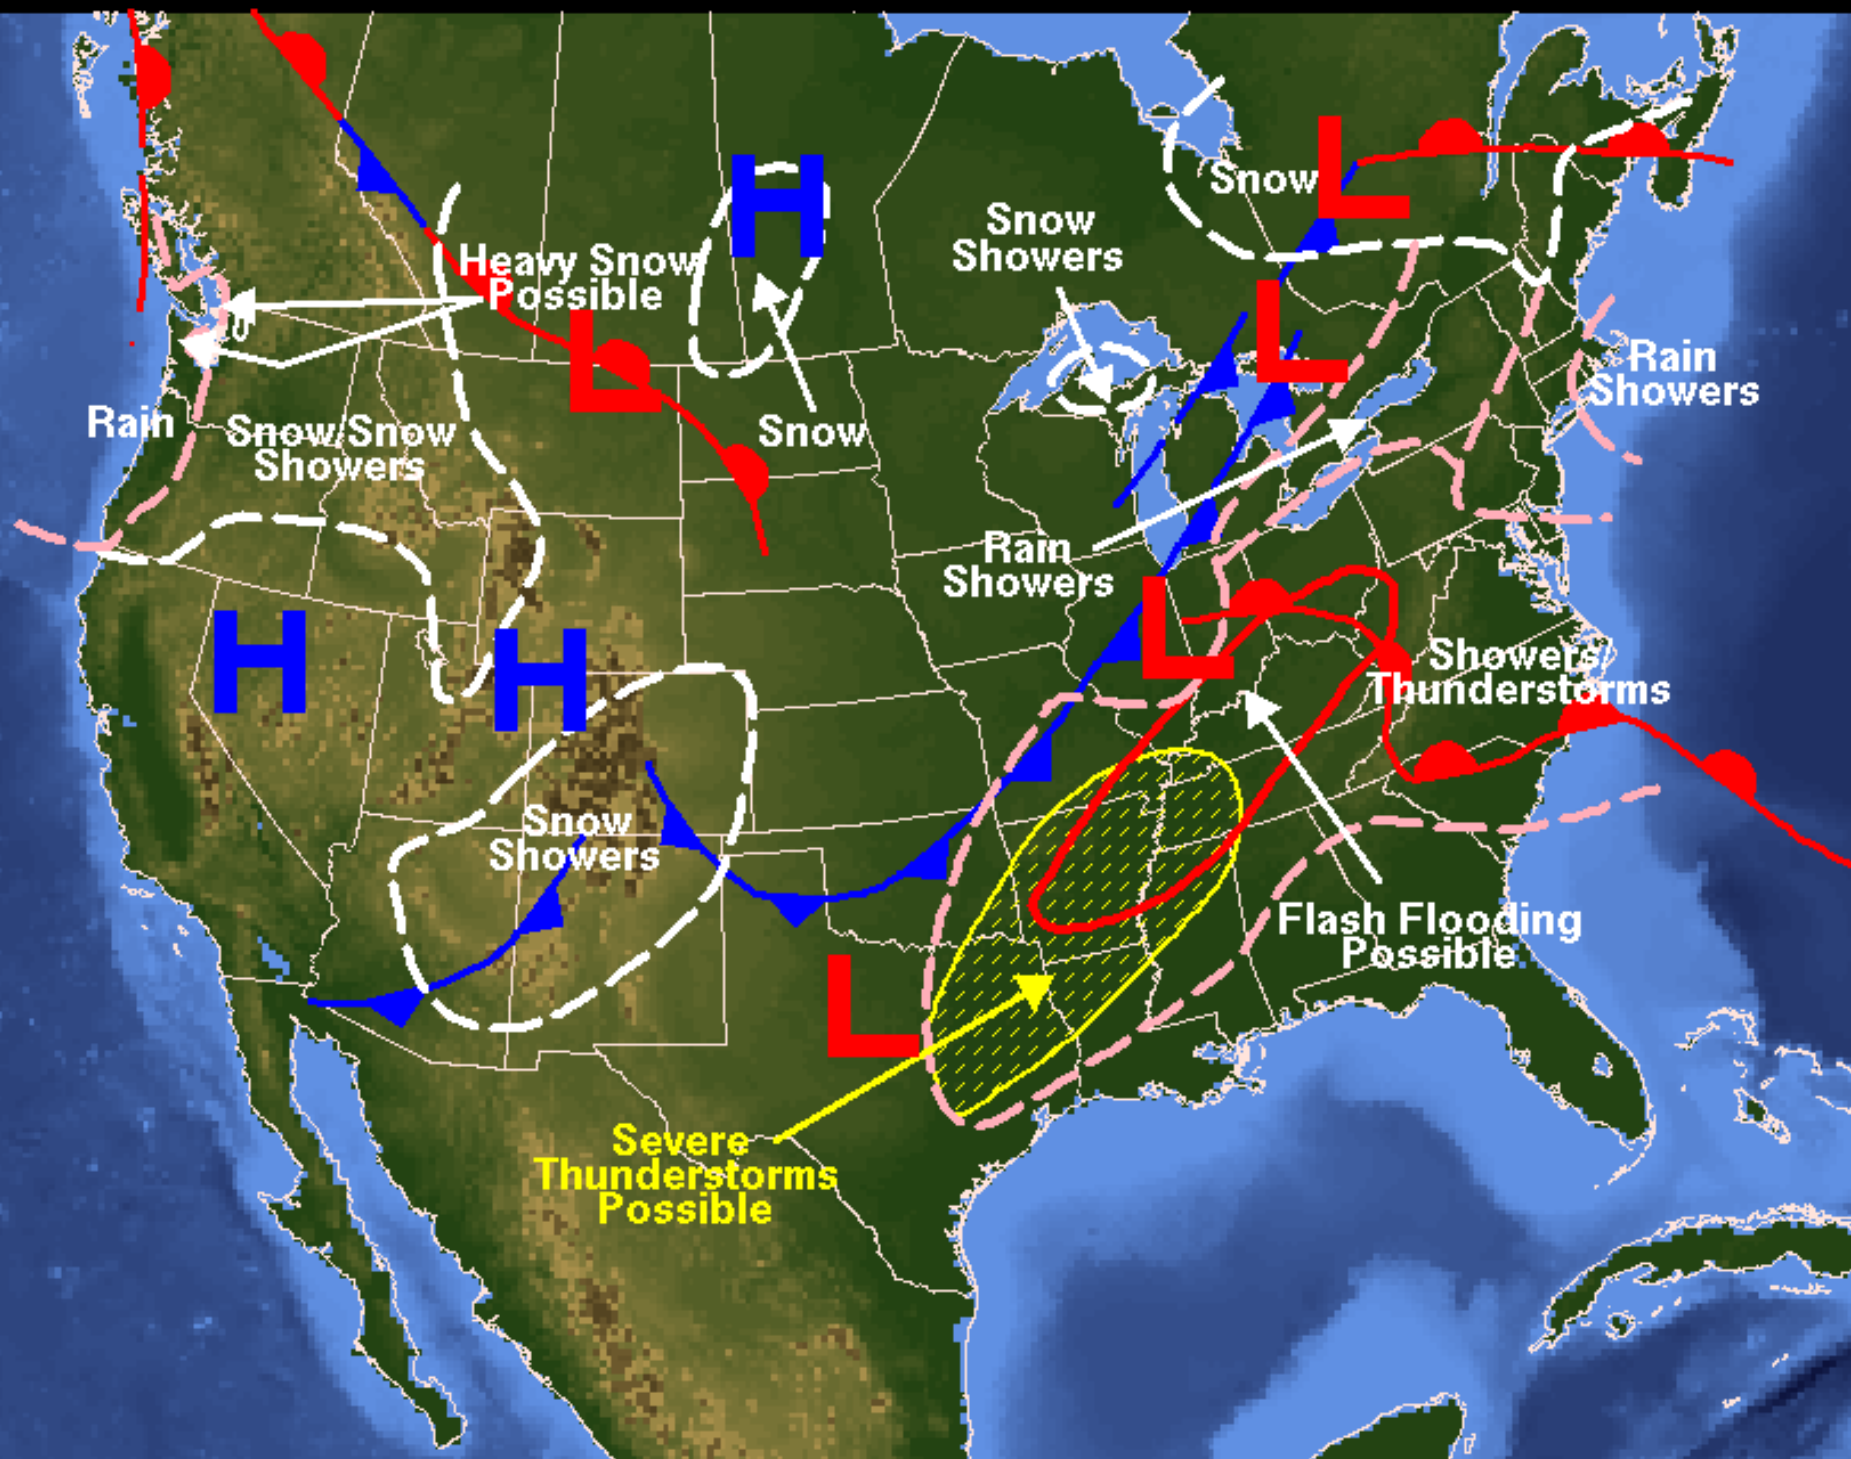 H
Snow
L
Snow
Showers
Heavy Snow
Possible
L
L
Rain
Showers
Rain
Snow/Snow
Showers
Snow
Rain
Showers
H
H
L
Showers/
Thunderstorms
Snow
Showers
Flash Flooding
Possible
L
Severe
Thunderstorms
Possible